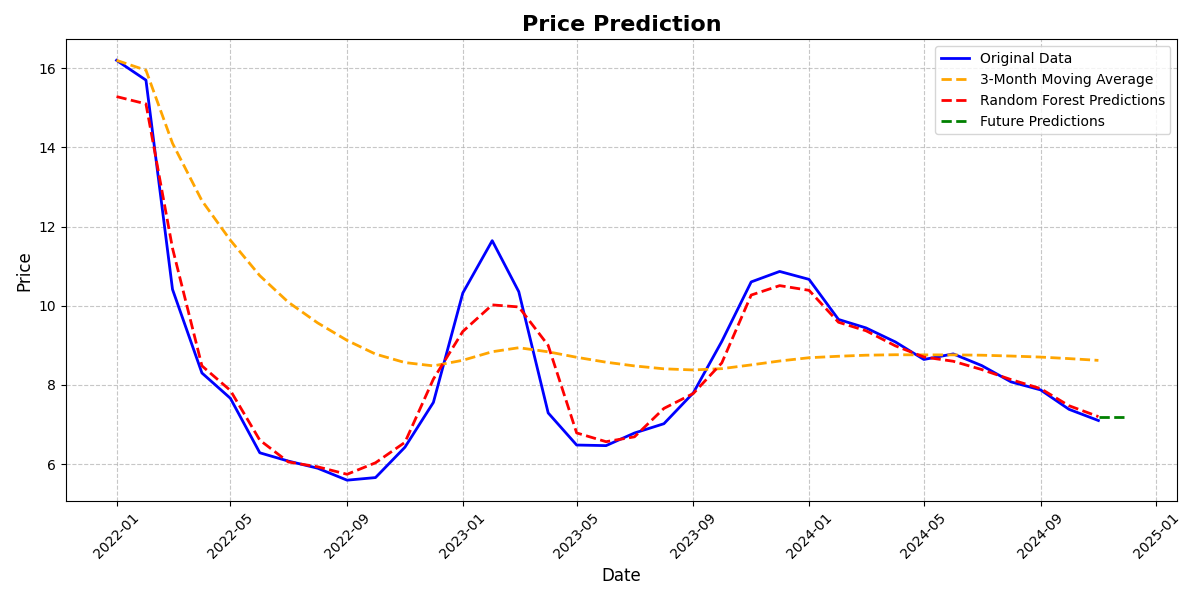 Price Prediction
Original Data
3-Month Moving Average
Random Forest Predictions
Future Predictions
Price
16
14
12
10
8
6
2022-01
2022-05
2022-09
2023-01
2023-05
2023-09
2024-01
2024-05
2024-09
2025-01
Date